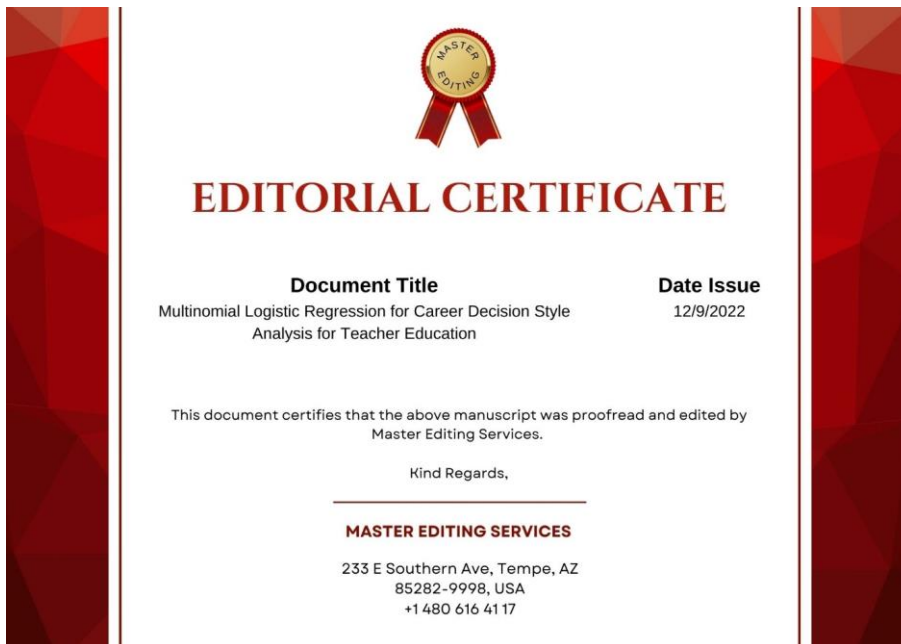 MASTER
EDITING
EDITORIAL CERTIFICATE
Document Title
Multinomial Logistic Regression for Career Decision Style
Analysis for Teacher Education
Date Issue
12/9/2022
This document certifies that the above manuscript was proofread and edited by
Master Editing Services.
Kind Regards,
MASTER EDITING SERVICES
233 E Southern Ave, Tempe, AZ
85282-9998, USA
+1 480 616 41 17